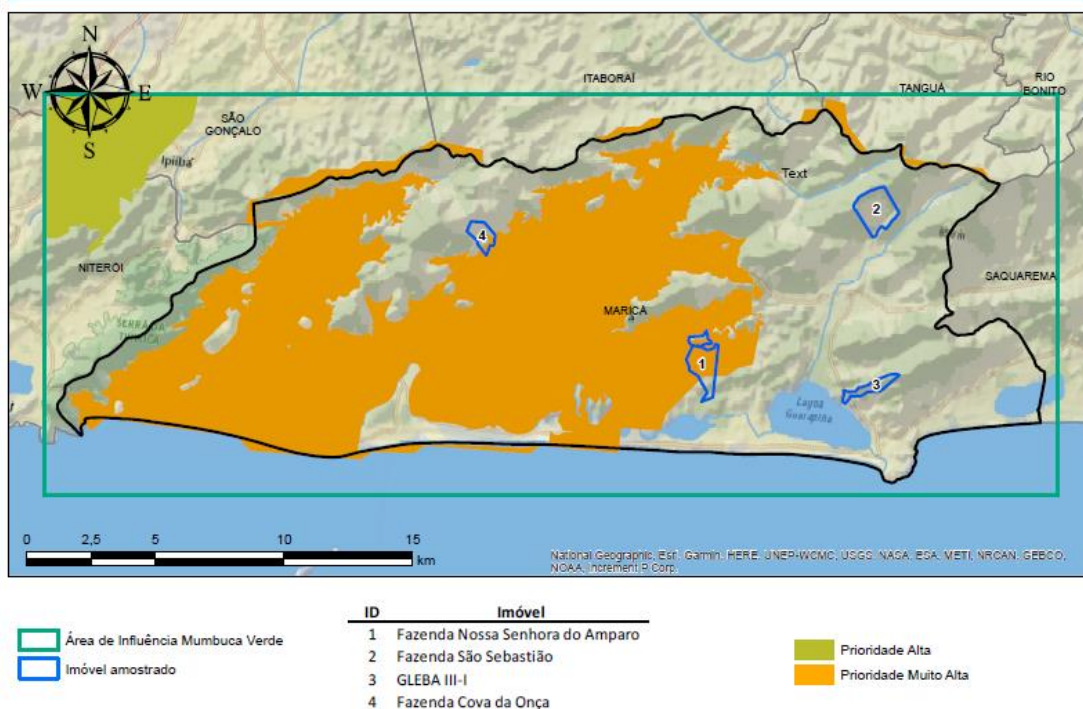 N
W E
S
ITABORAÍ
TANGUÁ
RIO
BONITO
SÃO
GONÇALO
Ipiiba
Text
2
4
NITERÓI
SAQUAREMA
SERRA DA
TIRIRICA
MARICÁ
1
3
Lagoa
Guarapina
0 2,5 5 10 15
km
National Geographic, Esri, Garmin, HERE, UNEP-WCMC, USGS, NASA, ESA, METI, NRCAN, GEBCO,
NOAA, Increment P Corp.
ID Imóvel
Área de Influência Mumbuca Verde
Imóvel amostrado
1 Fazenda Nossa Senhora do Amparo
2 Fazenda São Sebastião
3 GLEBA III-I
4 Fazenda Cova da Onça
Prioridade Alta
Prioridade Muito Alta